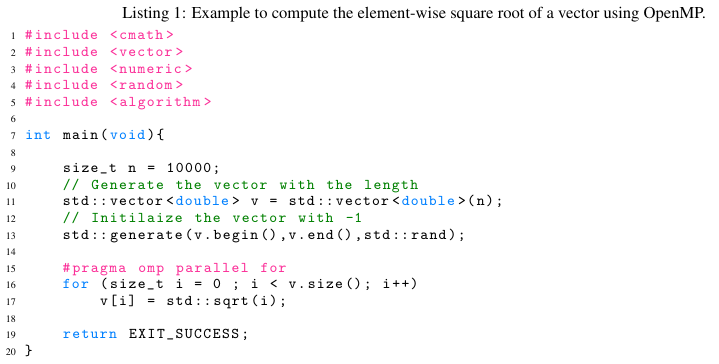 Listing 1: Example to compute the element-wise square root of a vector using OpenMP.
1 #include <cmath>
2 #include <vector>
3 #include <numeric>
4 #include <random>
5 #include <algorithm>
6
7 int main(void){
8
9 size_t n = 10000;
10 // Generate the vector with the length
11 std::vector<double> v = std::vector<double>(n);
12 // Initilaize the vector with -1
13 std::generate(v.begin(),v.end(),std::rand);
14
15 #pragma omp parallel for
16 for (size_t i = 0 ; i < v.size(); i++)
17 v[i] = std::sqrt(i);
18
19 return EXIT_SUCCESS;
20 }